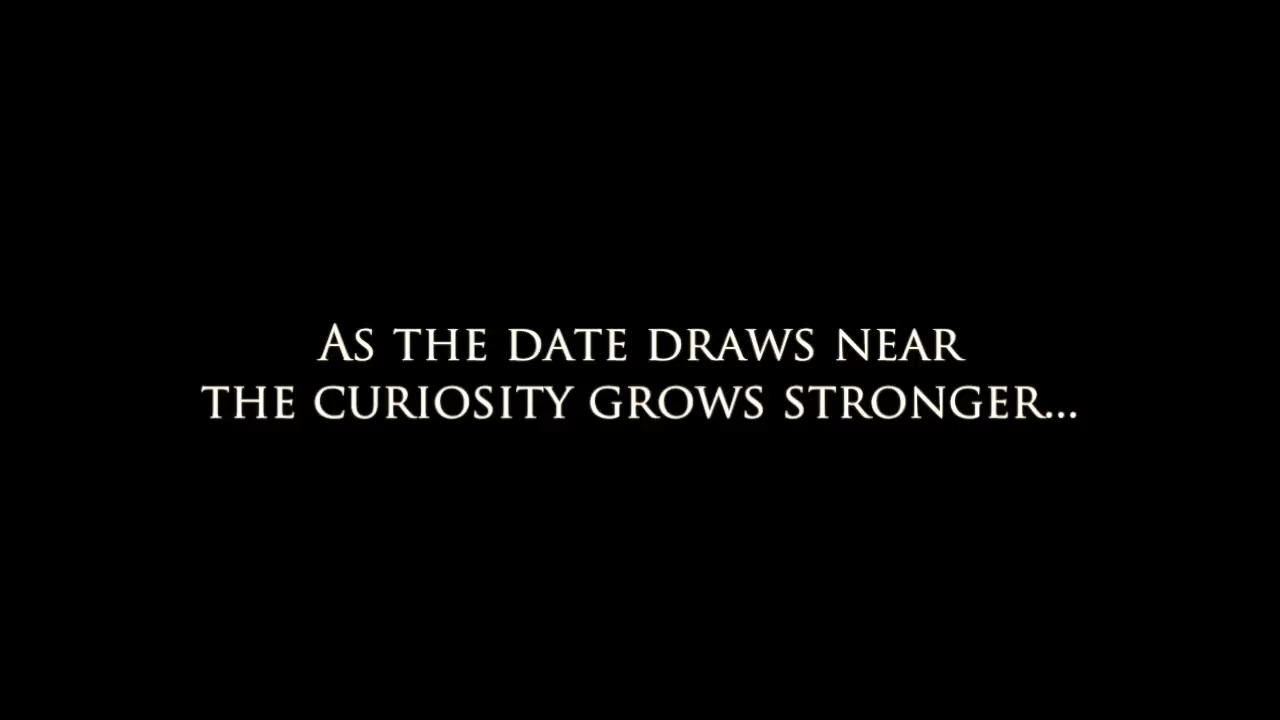 As the date draws near
the curiosity grows stronger...